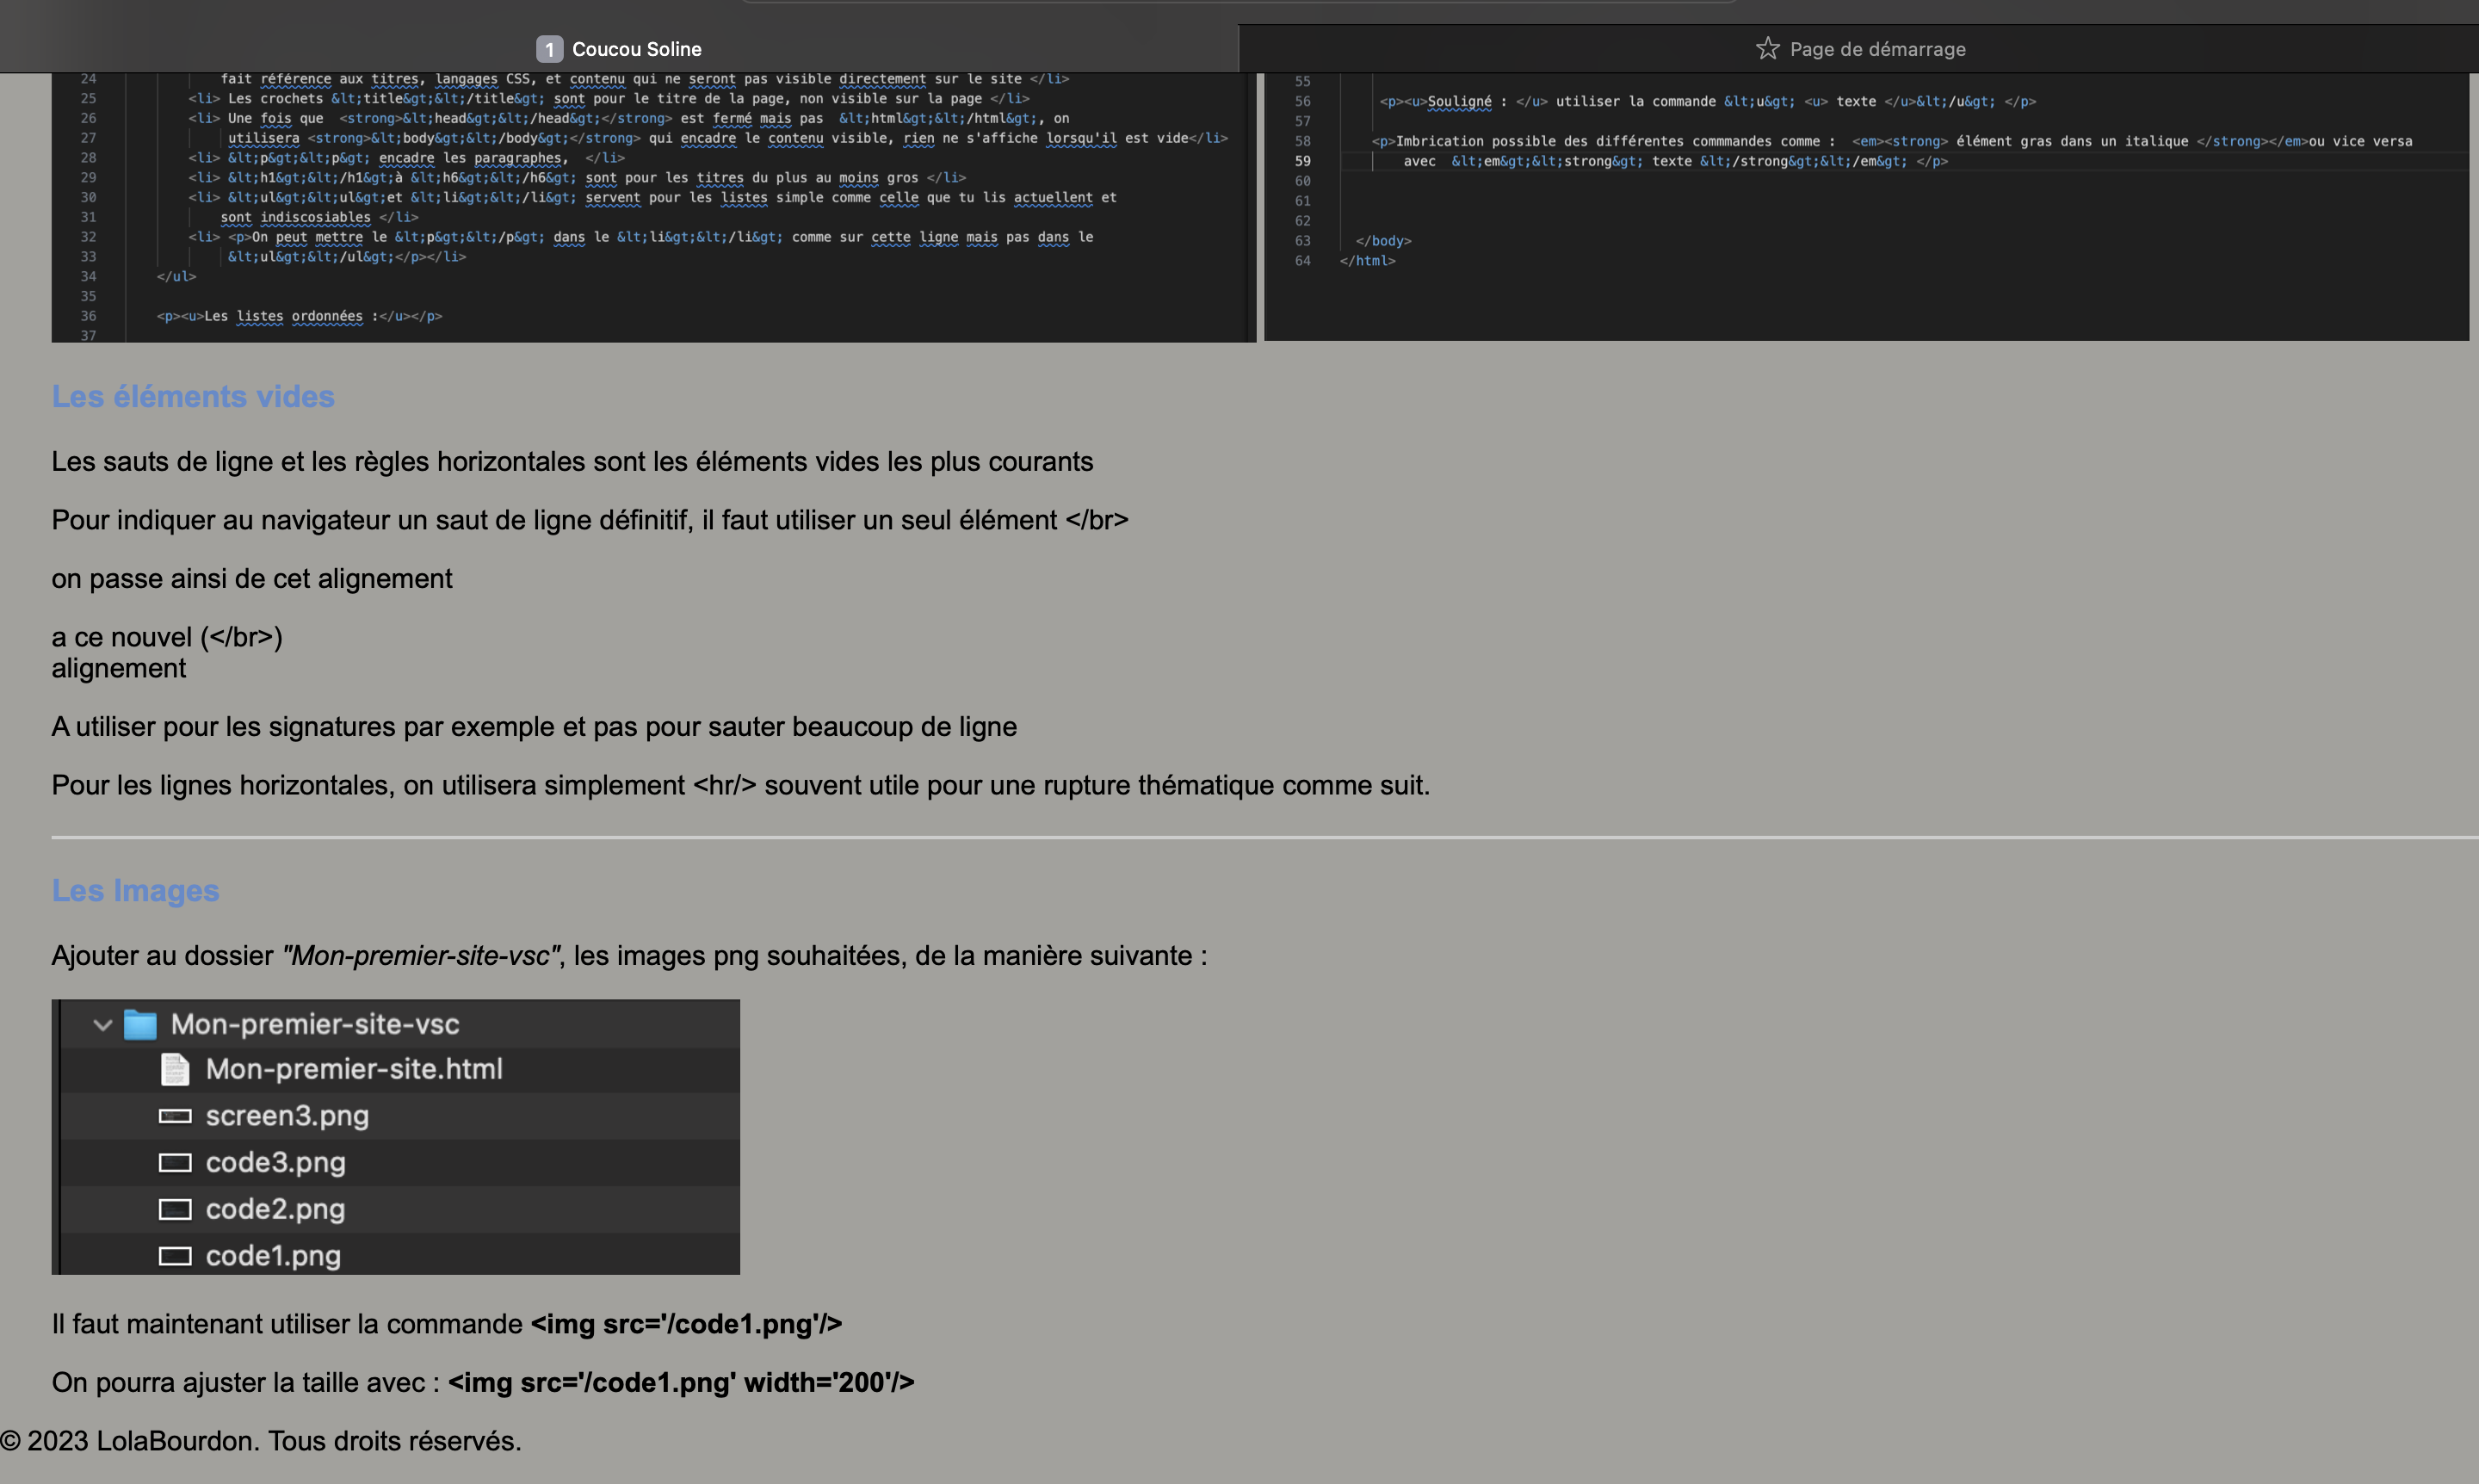 1 Coucou Soline
Page de démarrage
24 fait référence aux titres, langages CSS, et contenu qui ne seront pas visible directement sur le site </li>
25 <li> Les crochets &lt;title&gt;&lt;/title&gt; sont pour le titre de la page, non visible sur la page </li>
26 <li> Une fois que <strong>&lt;head&gt;&lt;/head&gt;</strong> est fermé mais pas &lt;html&gt;&lt;/html&gt;, on
27 utilisera <strong>&lt;body&gt;&lt;/body&gt;</strong> qui encadre le contenu visible, rien ne s'affiche lorsqu'il est vide</li>
28 <li> &lt;p&gt;&lt;p&gt; encadre les paragraphes, </li>
29 <li> &lt;h1&gt;&lt;/h1&gt;à &lt;h6&gt;&lt;/h6&gt; sont pour les titres du plus au moins gros </li>
30 <li> &lt;ul&gt;&lt;ul&gt;et &lt;li&gt;&lt;/li&gt; servent pour les listes simple comme celle que tu lis actuellent et
31 sont indiscosiables </li>
32 <li> <p>On peut mettre le &lt;p&gt;&lt;/p&gt; dans le &lt;li&gt;&lt;/li&gt; comme sur cette ligne mais pas dans le
33 &lt;ul&gt;&lt;/ul&gt;</p></li>
34 </ul>
35
36 <p><u>Les listes ordonnées :</u></p>
37
55
56 <p><u>Souligné : </u> utiliser la commande &lt;u&gt; <u> texte </u>&lt;/u&gt; </p>
57
58 <p>Imbrication possible des différentes commandes comme : <em><strong> élément gras dans un italique </strong></em>ou vice versa
59 avec &lt;em&gt;&lt;strong&gt; texte &lt;/strong&gt;&lt;/em&gt; </p>
60
61
62
63 </body>
64 </html>
Les éléments vides
Les sauts de ligne et les règles horizontales sont les éléments vides les plus courants
Pour indiquer au navigateur un saut de ligne définitif, il faut utiliser un seul élément </br>
on passe ainsi de cet alignement
a ce nouvel (</br>)
alignement
A utiliser pour les signatures par exemple et pas pour sauter beaucoup de ligne
Pour les lignes horizontales, on utilisera simplement <hr/> souvent utile pour une rupture thématique comme suit.
Les Images
Ajouter au dossier "Mon-premier-site-vsc", les images png souhaitées, de la manière suivante :
Mon-premier-site-vsc
Mon-premier-site.html
screen3.png
code3.png
code2.png
code1.png
Il faut maintenant utiliser la commande <img src='/code1.png'/>
On pourra ajuster la taille avec : <img src='/code1.png' width='200'/>
© 2023 LolaBourdon. Tous droits réservés.